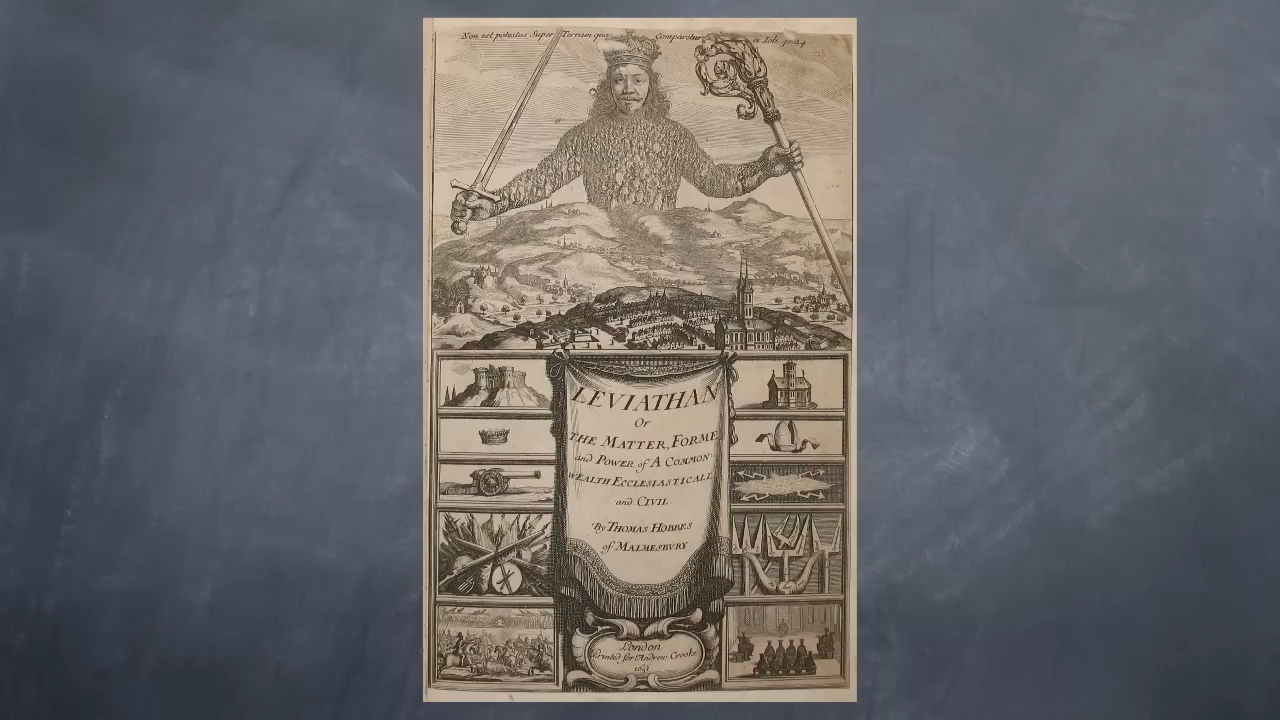 Non est potestas Super Terram quæ Comparetur ei Iob. 41.24
LEVIATHAN
Or
THE MATTER, FORME
and POWER of A COMMON-
WEALTH ECCLESIASTICALL
and CIVIL.
By THOMAS HOBBES
of MALMESBVRY
London
Printed for Andrew Crooke
1651